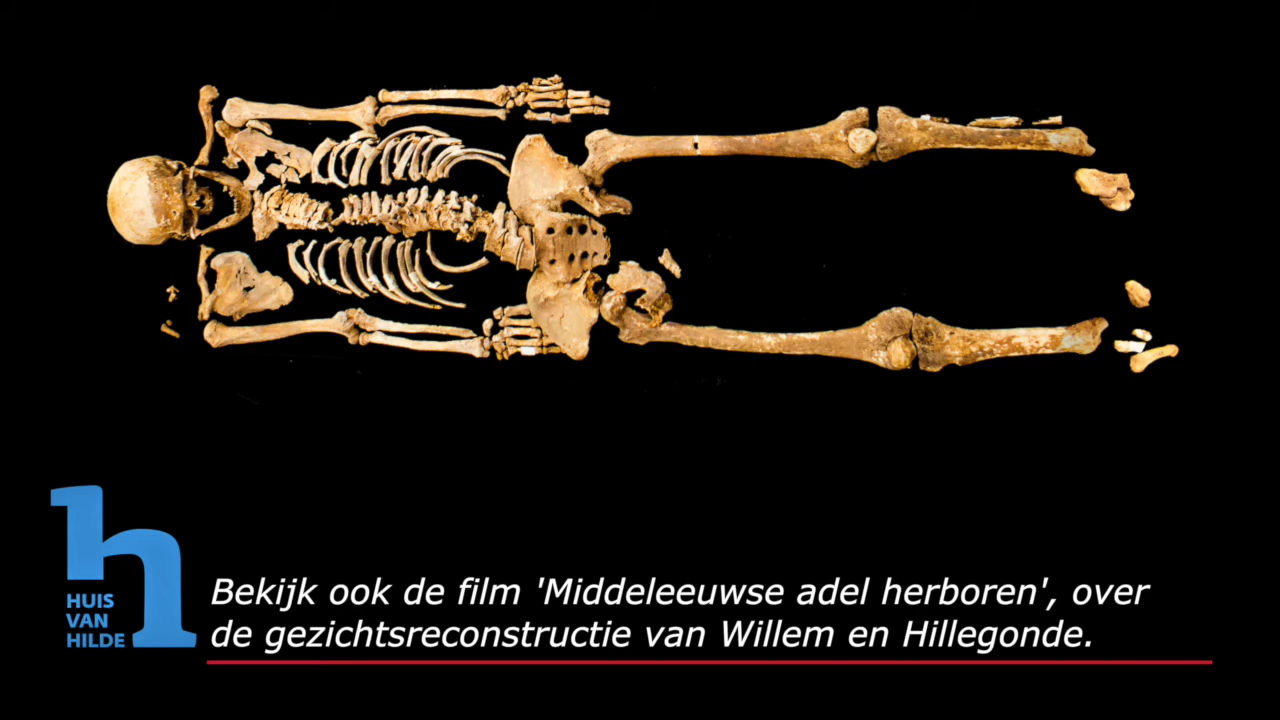 HUIS
VAN
HILDE
Bekijk ook de film 'Middeleeuwse adel herboren', over
de gezichtsreconstructie van Willem en Hillegonde.